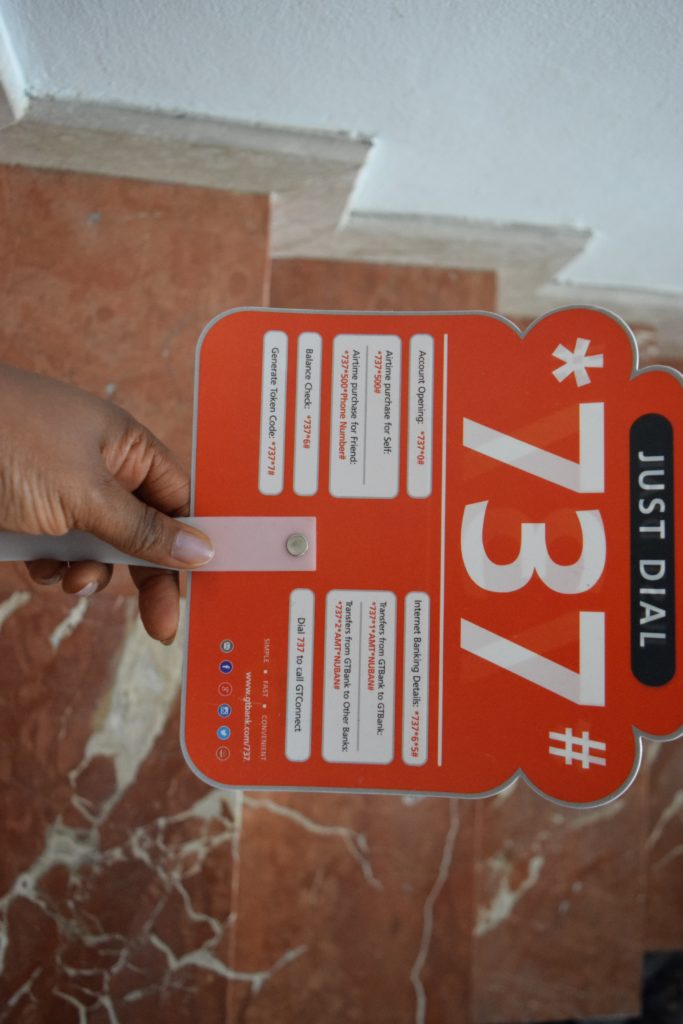 JUST DIAL
*737#
Account Opening: *737*0#
Airtime purchase for Self:
*737*500#
Airtime purchase for Friend:
*737*500*Phone Number#
Balance Check: *737*6#
Generate Token Code: *737*7#
Internet Banking Details: *737*6*5#
Transfers from GTBank to GTBank:
*737*1*AMT*NUBAN#
Transfers from GTBank to Other Banks:
*737*2*AMT*NUBAN#
Dial 737 to call GTConnect
SIMPLE • FAST • CONVENIENT
www.gtbank.com/737